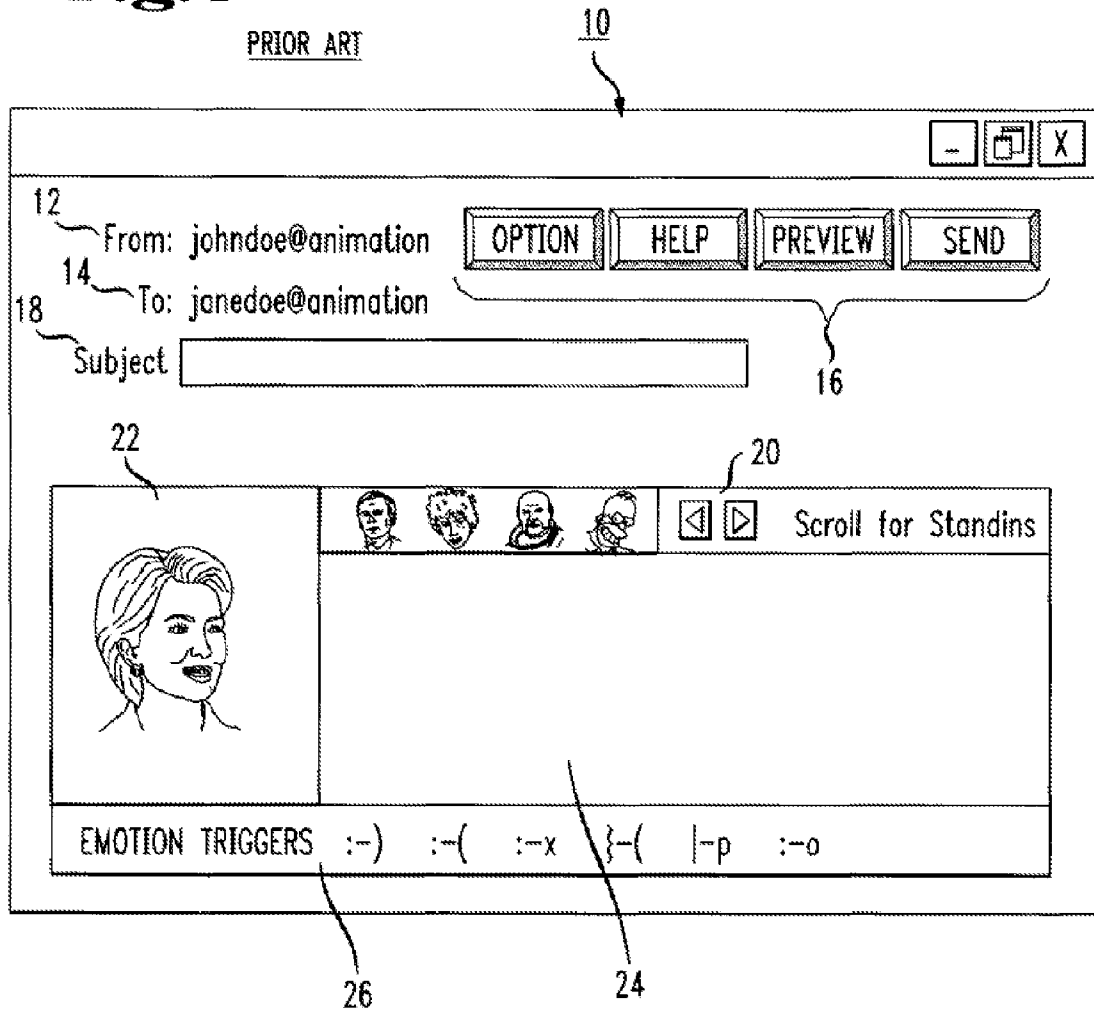 PRIOR ART
10
- X
12 From: johndoe@animation OPTION HELP PREVIEW SEND
14 To: janedoe@animation
18 Subject
16
22
20
Scroll for Standins
EMOTION TRIGGERS :-) :-( :-x }-( |-p :-o
26
24